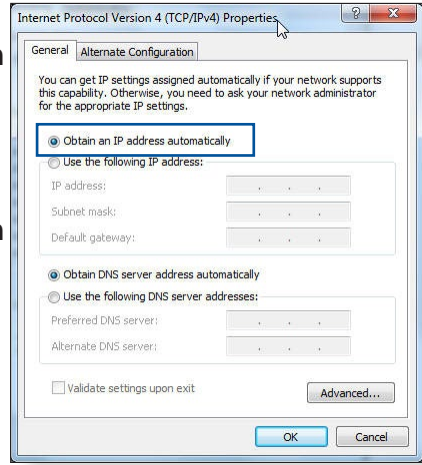 Internet Protocol Version 4 (TCP/IPv4) Properties
?
X
General
Alternate Configuration
You can get IP settings assigned automatically if your network supports
this capability. Otherwise, you need to ask your network administrator
for the appropriate IP settings.
Obtain an IP address automatically
Use the following IP address:
IP address:
Subnet mask:
Default gateway:
Obtain DNS server address automatically
Use the following DNS server addresses:
Preferred DNS server:
Alternate DNS server:
Validate settings upon exit
Advanced...
OK
Cancel